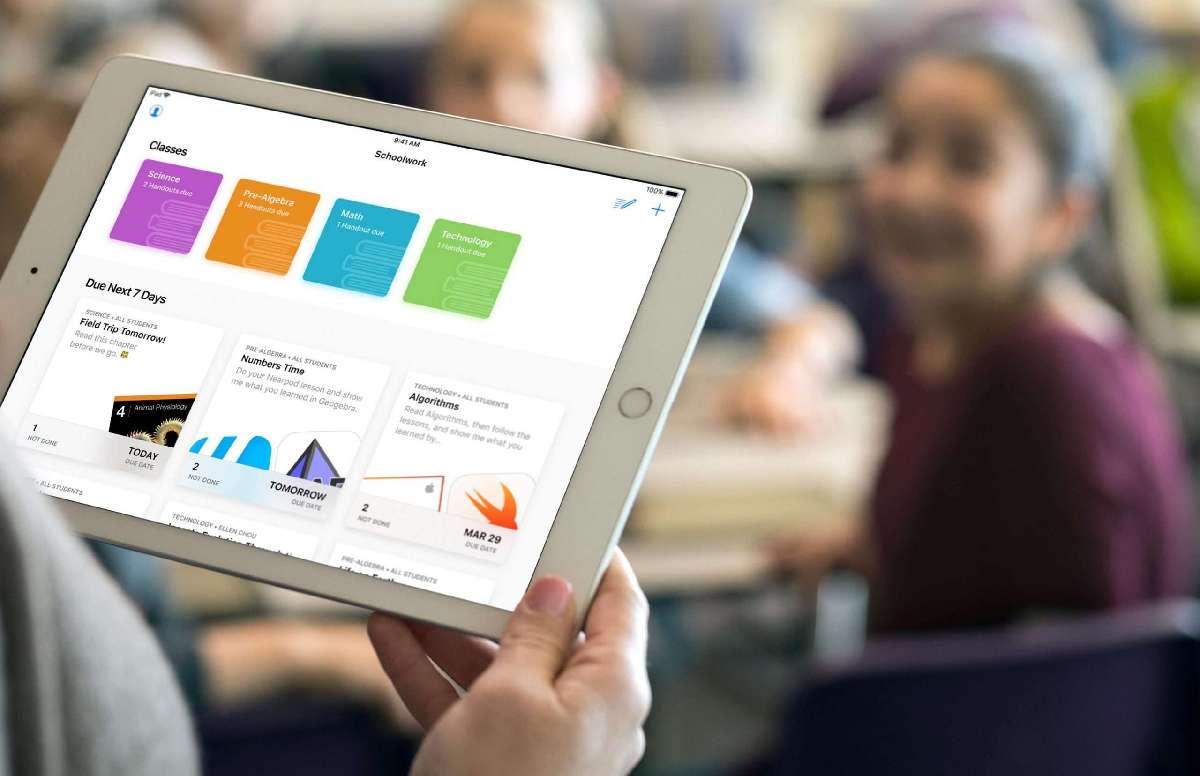 iPad
9:41 AM
100%
Schoolwork
Classes
Science
2 Handouts due
Pre-Algebra
3 Handouts due
Math
1 Handout due
Technology
1 Handout due
Due Next 7 Days
SCIENCE • ALL STUDENTS
Field Trip Tomorrow!
Read this chapter
before we go.
4 Animal Physiology
1
NOT DONE
TODAY
DUE DATE
PRE-ALGEBRA • ALL STUDENTS
Numbers Time
Do your Nearpod lesson and show
me what you learned in Geogebra.
2
NOT DONE
TOMORROW
DUE DATE
TECHNOLOGY • ALL STUDENTS
Algorithms
Read Algorithms, then follow the
lessons, and show me what you
learned by...
2
NOT DONE
MAR 29
DUE DATE
ALL STUDENTS
TECHNOLOGY • ELLEN CHOU
PRE-ALGEBRA • ALL STUDENTS